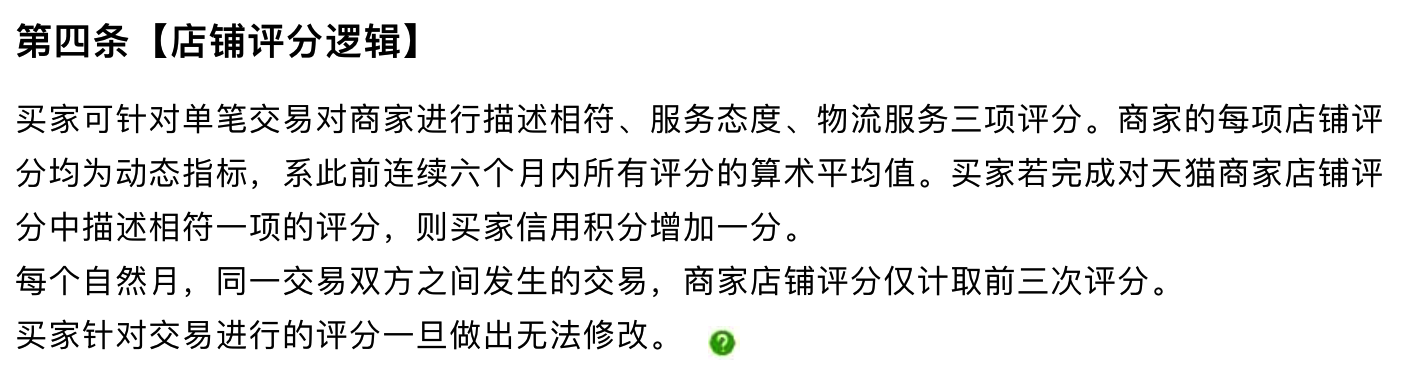 第四条【店铺评分逻辑】
买家可针对单笔交易对商家进行描述相符、服务态度、物流服务三项评分。商家的每项店铺评
分均为动态指标，系此前连续六个月内所有评分的算术平均值。买家若完成对天猫商家店铺评
分中描述相符一项的评分，则买家信用积分增加一分。
每个自然月，同一交易双方之间发生的交易，商家店铺评分仅计取前三次评分。
买家针对交易进行的评分一旦做出无法修改。 ?